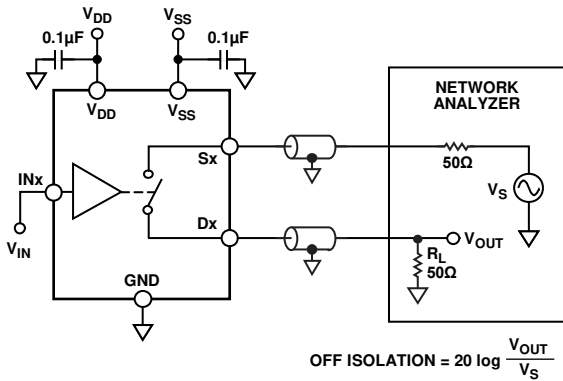 VDD
VSS
0.1µF
0.1µF
VDD
VSS
NETWORK
ANALYZER
Sx
50Ω
INx
VS
Dx
VOUT
VIN
RL
50Ω
GND
OFF ISOLATION = 20 log VOUT / VS